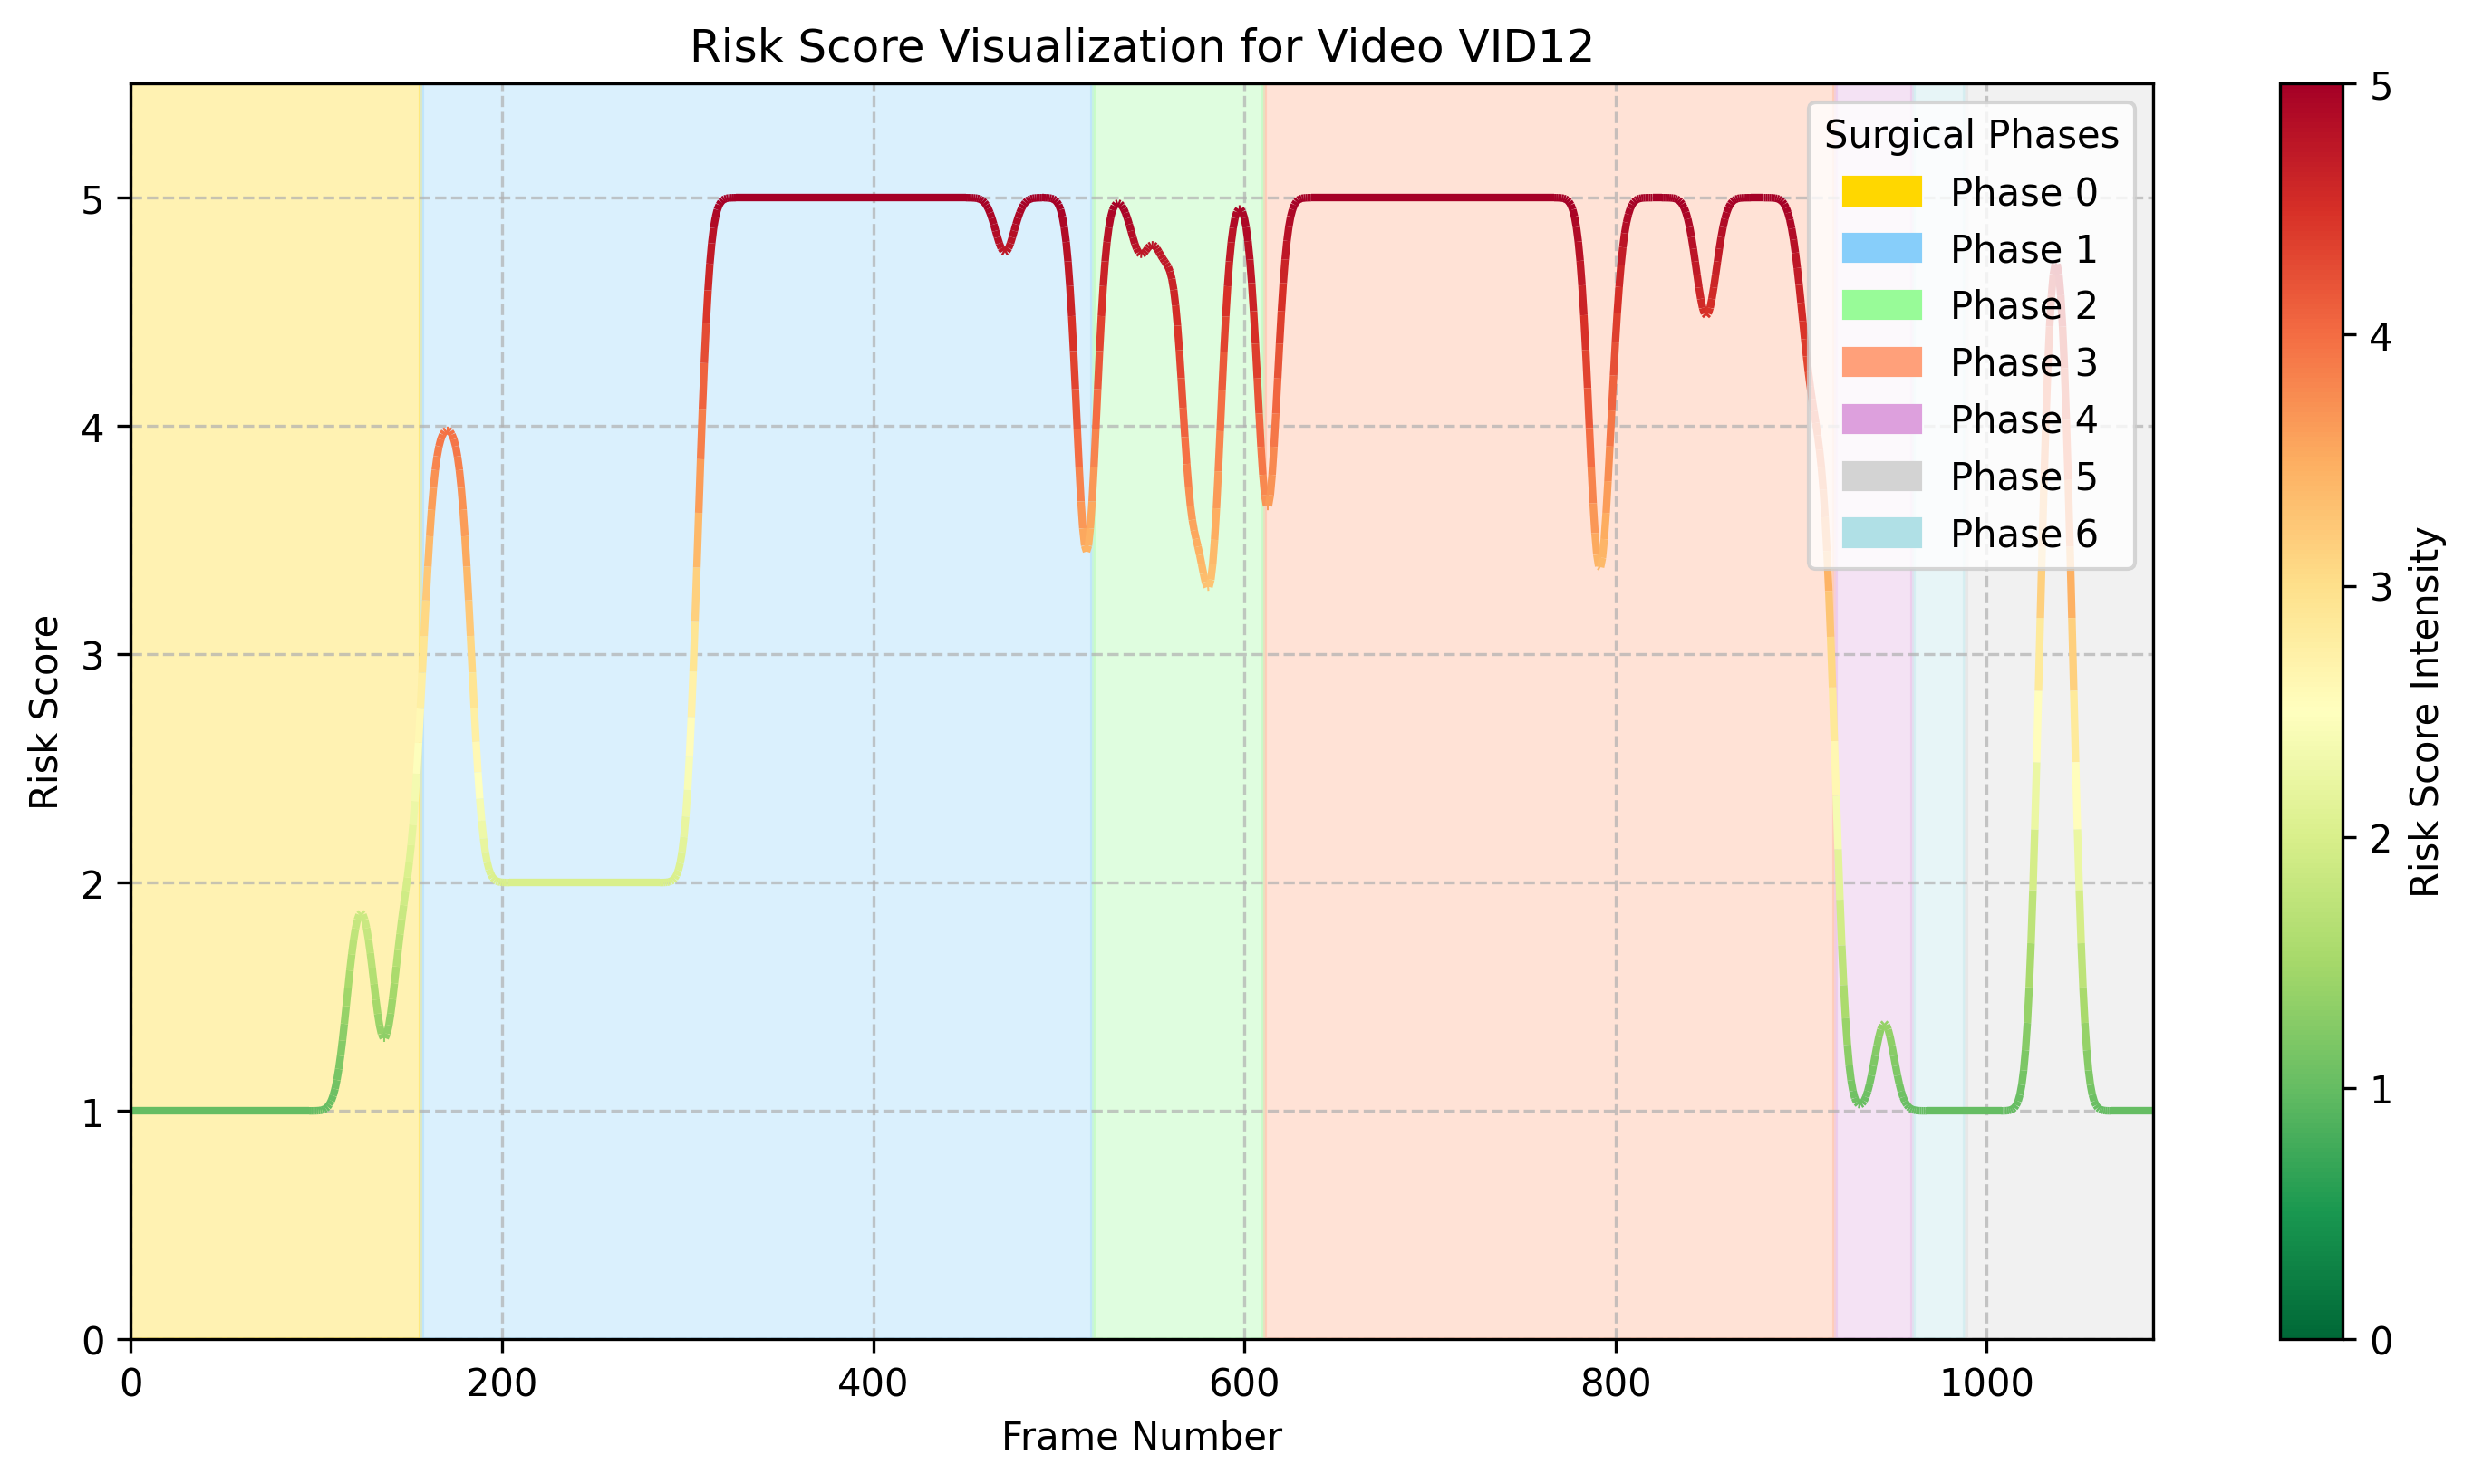 Risk Score Visualization for Video VID12
Risk Score
5
4
3
2
1
0
0
200
400
600
800
1000
Frame Number
Surgical Phases
Phase 0
Phase 1
Phase 2
Phase 3
Phase 4
Phase 5
Phase 6
5
4
3
2
1
0
Risk Score Intensity